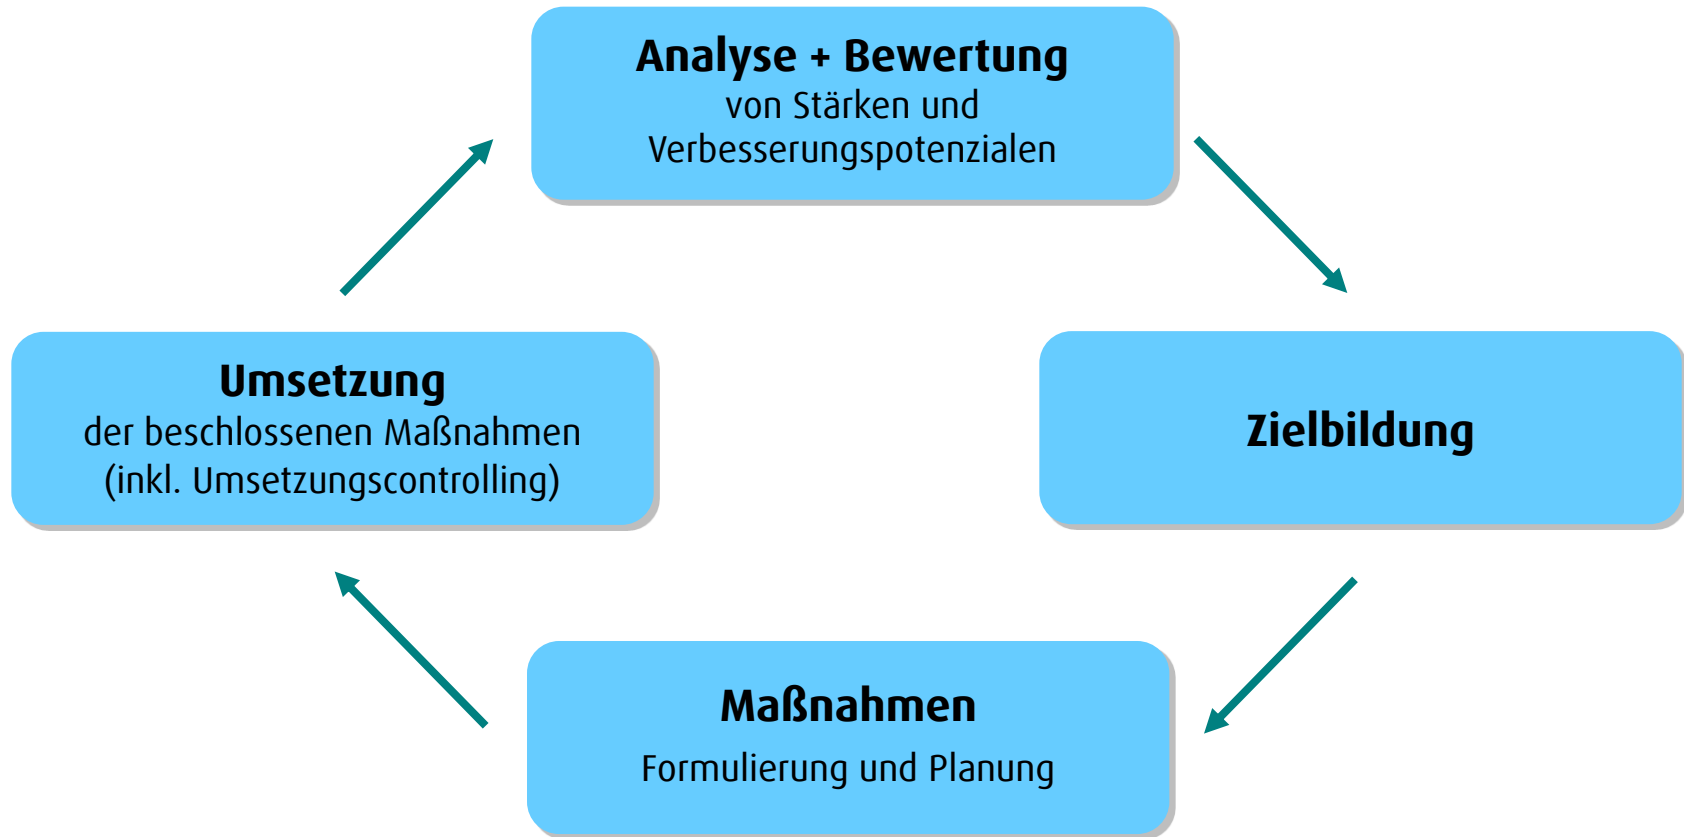 Analyse + Bewertung
von Stärken und
Verbesserungspotenzialen
Umsetzung
der beschlossenen Maßnahmen
(inkl. Umsetzungscontrolling)
Zielbildung
Maßnahmen
Formulierung und Planung